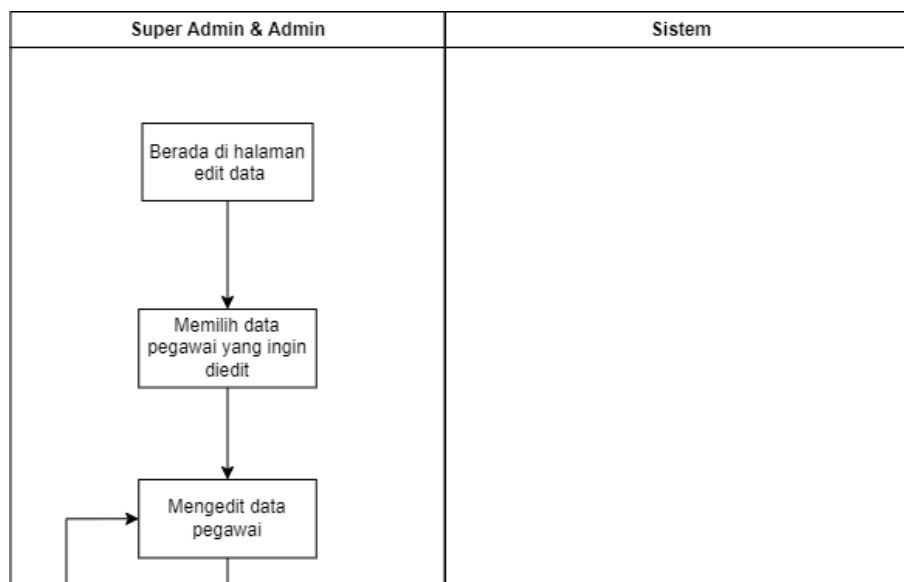 Super Admin & Admin
Sistem
Berada di halaman
edit data
Memilih data
pegawai yang ingin
diedit
Mengedit data
pegawai